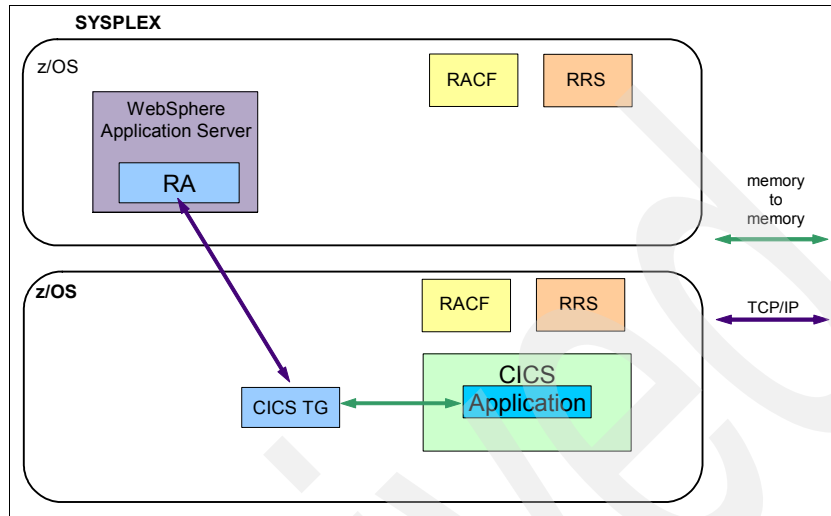 SYSPLEX
z/OS
WebSphere
Application Server
RA
RACF
RRS
memory
to
memory
z/OS
RACF
RRS
TCP/IP
CICS
Application
CICS TG